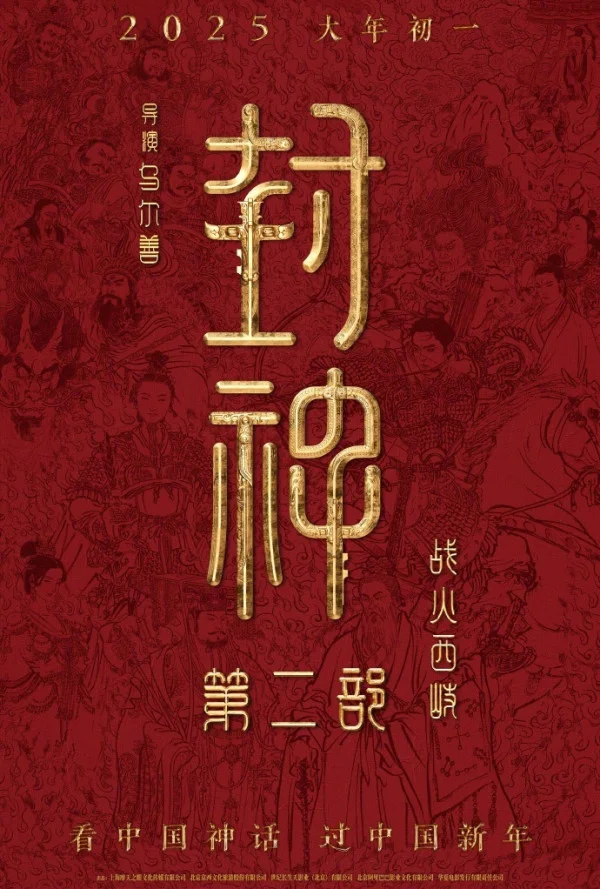 2025 大年初一
导演乌尔善
封神
第二部
战火西岐
看中国神话 过中国新年